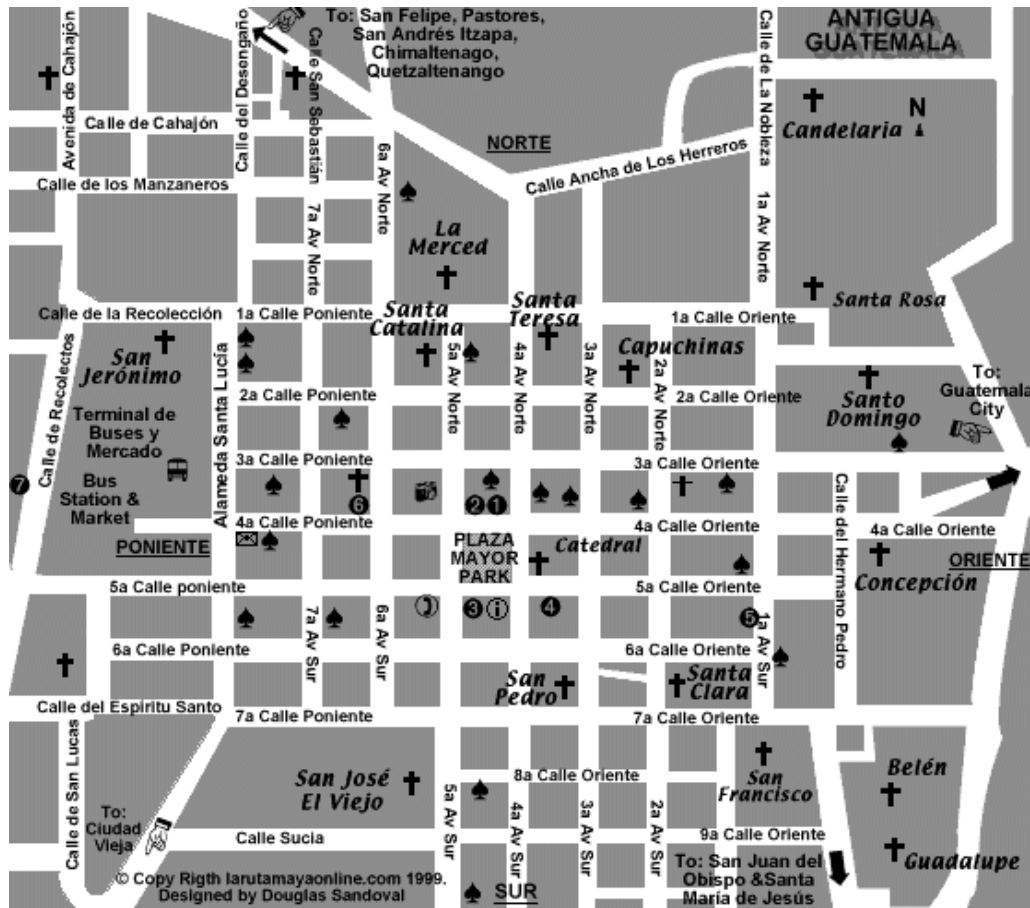 ANTIGUA
GUATEMALA
To: San Felipe, Pastores,
San Andrés Itzapa,
Chimaltenago,
Quetzaltenango
Avenida de Cahajón
Calle del Desengaño
Calle San Sebastián
Calle de La Nobleza
Candelaria
N
Calle de Cahajón
6a Av Norte
NORTE
Calle Ancha de Los Herreros
Calle de los Manzaneros
7a Av Norte
La
Merced
1a Av Norte
Santa Rosa
Calle de la Recolección
1a Calle Poniente
Santa
Catalina
Santa
Teresa
1a Calle Oriente
San
Jerónimo
Calle de Recolectos
Alameda Santa Lucía
5a Av Norte
4a Av Norte
3a Av Norte
Capuchinas
2a Av Norte
To:
Guatemala
City
2a Calle Poniente
2a Calle Oriente
Santo
Domingo
Terminal de
Buses y
Mercado
Bus
Station &
Market
3a Calle Poniente
3a Calle Oriente
7
6
2
1
Calle del Hermano Pedro
4a Calle Poniente
4a Calle Oriente
4a Calle Oriente
PONIENTE
PLAZA
MAYOR
PARK
Catedral
ORIENTE
Concepción
5a Calle poniente
5a Calle Oriente
3
i
4
5
7a Av Sur
6a Av Sur
1a Av Sur
6a Calle Poniente
6a Calle Oriente
San
Pedro
Santa
Clara
Calle del Espiritu Santo
7a Calle Poniente
7a Calle Oriente
Calle de San Lucas
San José
El Viejo
8a Calle Oriente
San
Francisco
Belén
5a Av Sur
4a Av Sur
3a Av Sur
2a Av Sur
To:
Ciudad
Vieja
Calle Sucia
9a Calle Oriente
Guadalupe
To: San Juan del
Obispo &Santa
María de Jesús
© Copy Rigth larutamayaonline.com 1999.
Designed by Douglas Sandoval
SUR